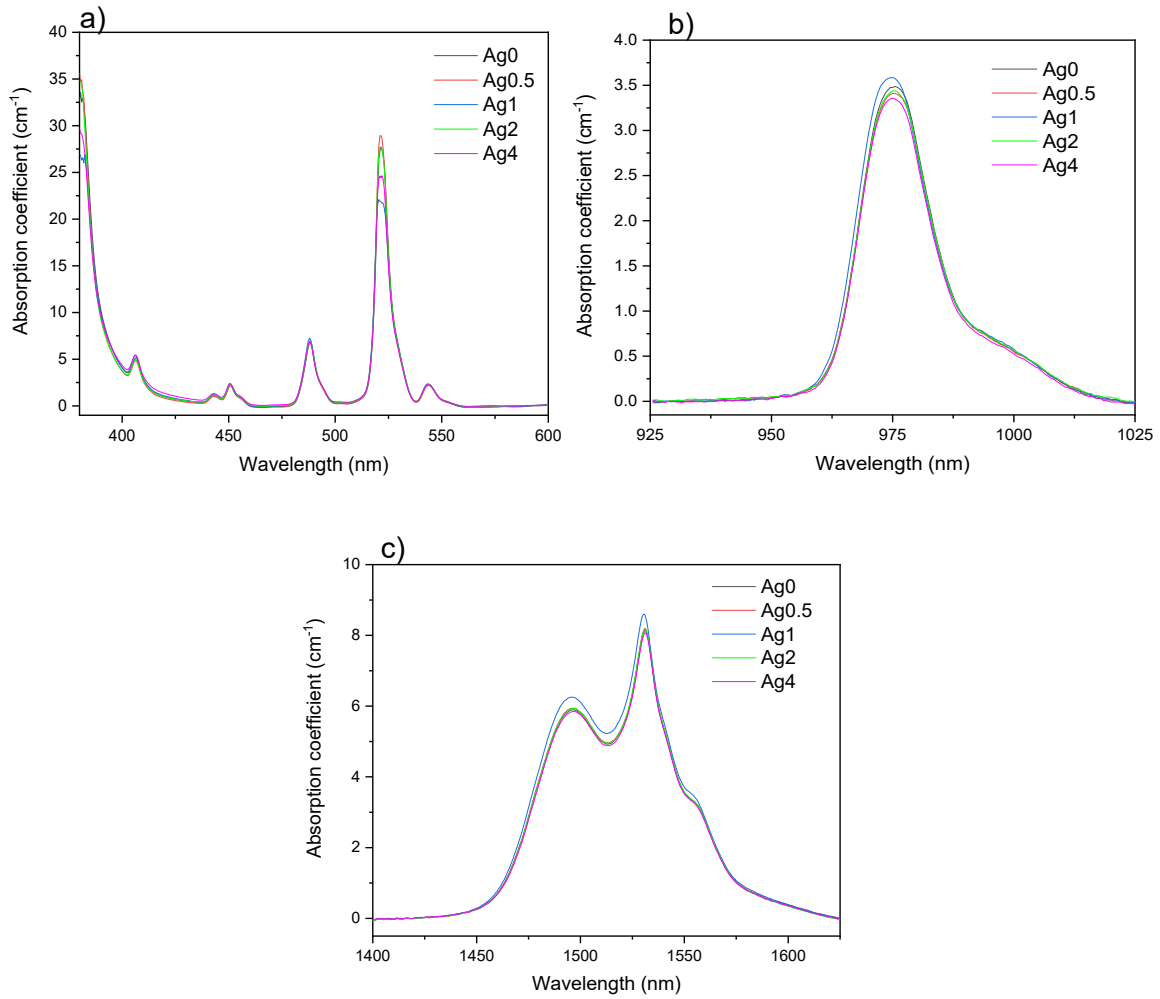 a)
40
35
30
25
20
15
10
5
0
Absorption coefficient (cm⁻¹)
Ag0
Ag0.5
Ag1
Ag2
Ag4
400 450 500 550 600
Wavelength (nm)
b)
4.0
3.5
3.0
2.5
2.0
1.5
1.0
0.5
0.0
Absorption coefficient (cm⁻¹)
Ag0
Ag0.5
Ag1
Ag2
Ag4
925 950 975 1000 1025
Wavelength (nm)
c)
10
8
6
4
2
0
Absorption coefficient (cm⁻¹)
Ag0
Ag0.5
Ag1
Ag2
Ag4
1400 1450 1500 1550 1600
Wavelength (nm)